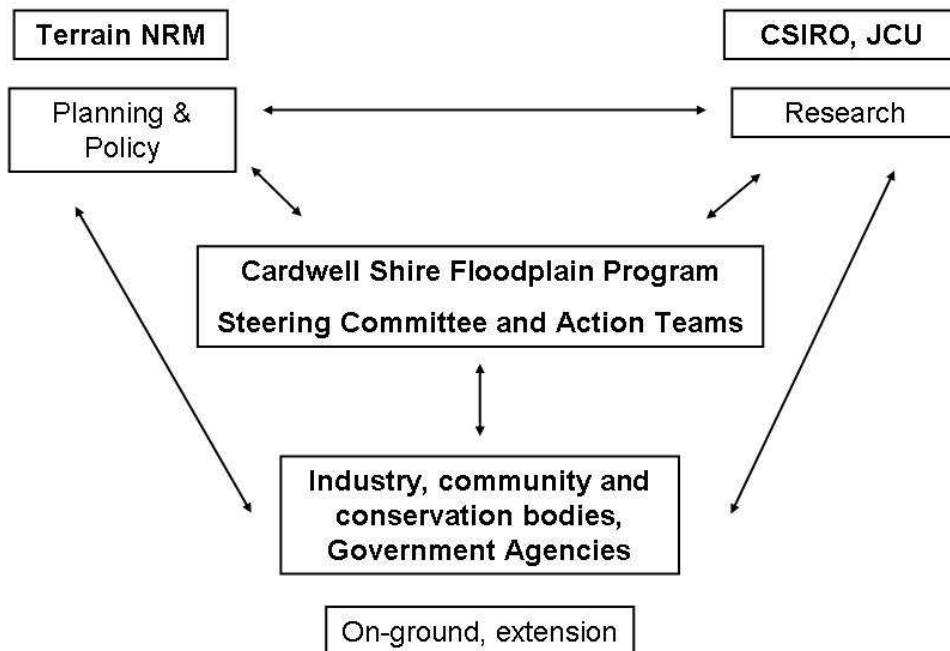 Terrain NRM
CSIRO, JCU
Planning &
Policy
Research
Cardwell Shire Floodplain Program
Steering Committee and Action Teams
Industry, community and
conservation bodies,
Government Agencies
On-ground, extension